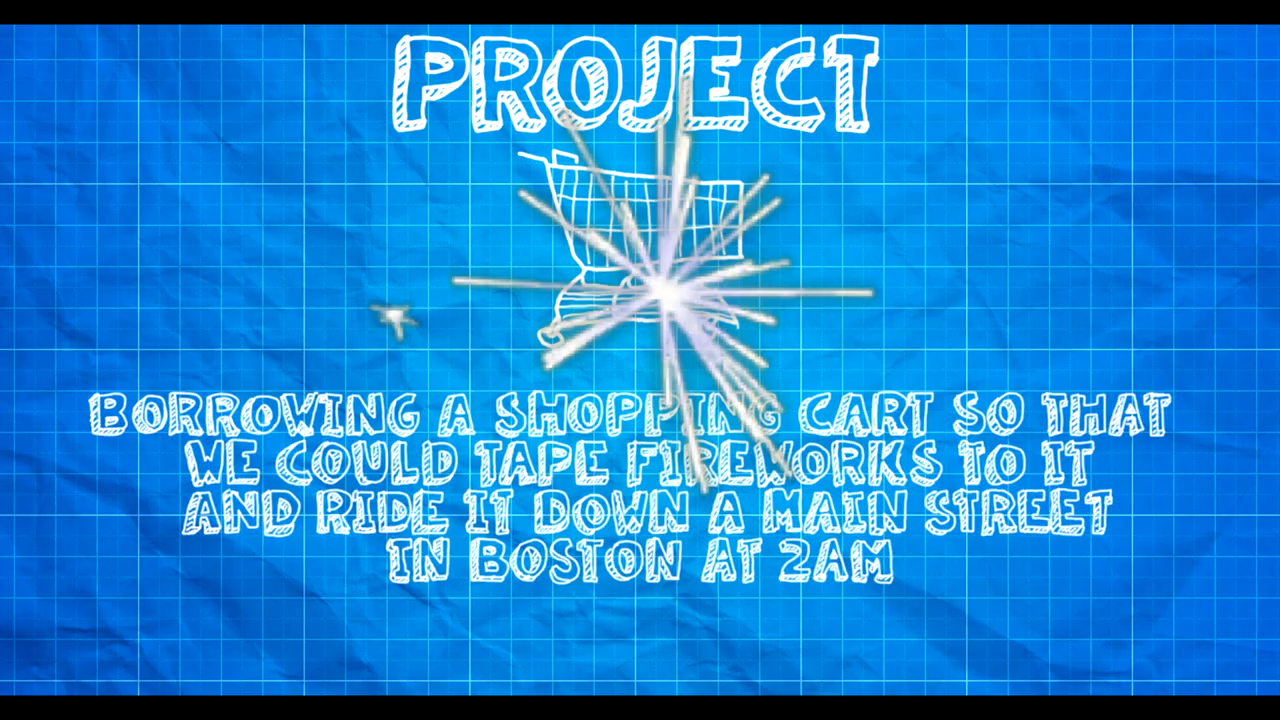 PROJECT
BORROWING A SHOPPING CART SO THAT
WE COULD TAPE FIREWORKS TO IT
AND RIDE IT DOWN A MAIN STREET
IN BOSTON AT 2AM